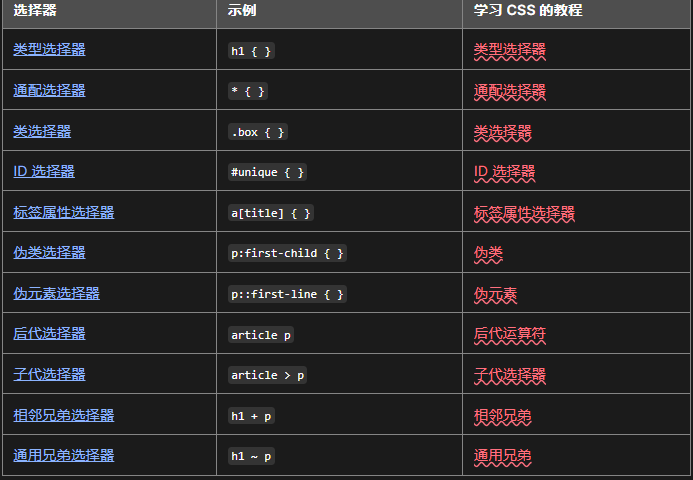 选择器 示例 学习 CSS 的教程
类型选择器 h1 { } 类型选择器
通配选择器 * { } 通配选择器
类选择器 .box { } 类选择器
ID 选择器 #unique { } ID 选择器
标签属性选择器 a[title] { } 标签属性选择器
伪类选择器 p:first-child { } 伪类
伪元素选择器 p::first-line { } 伪元素
后代选择器 article p 后代运算符
子代选择器 article > p 子代选择器
相邻兄弟选择器 h1 + p 相邻兄弟
通用兄弟选择器 h1 ~ p 通用兄弟